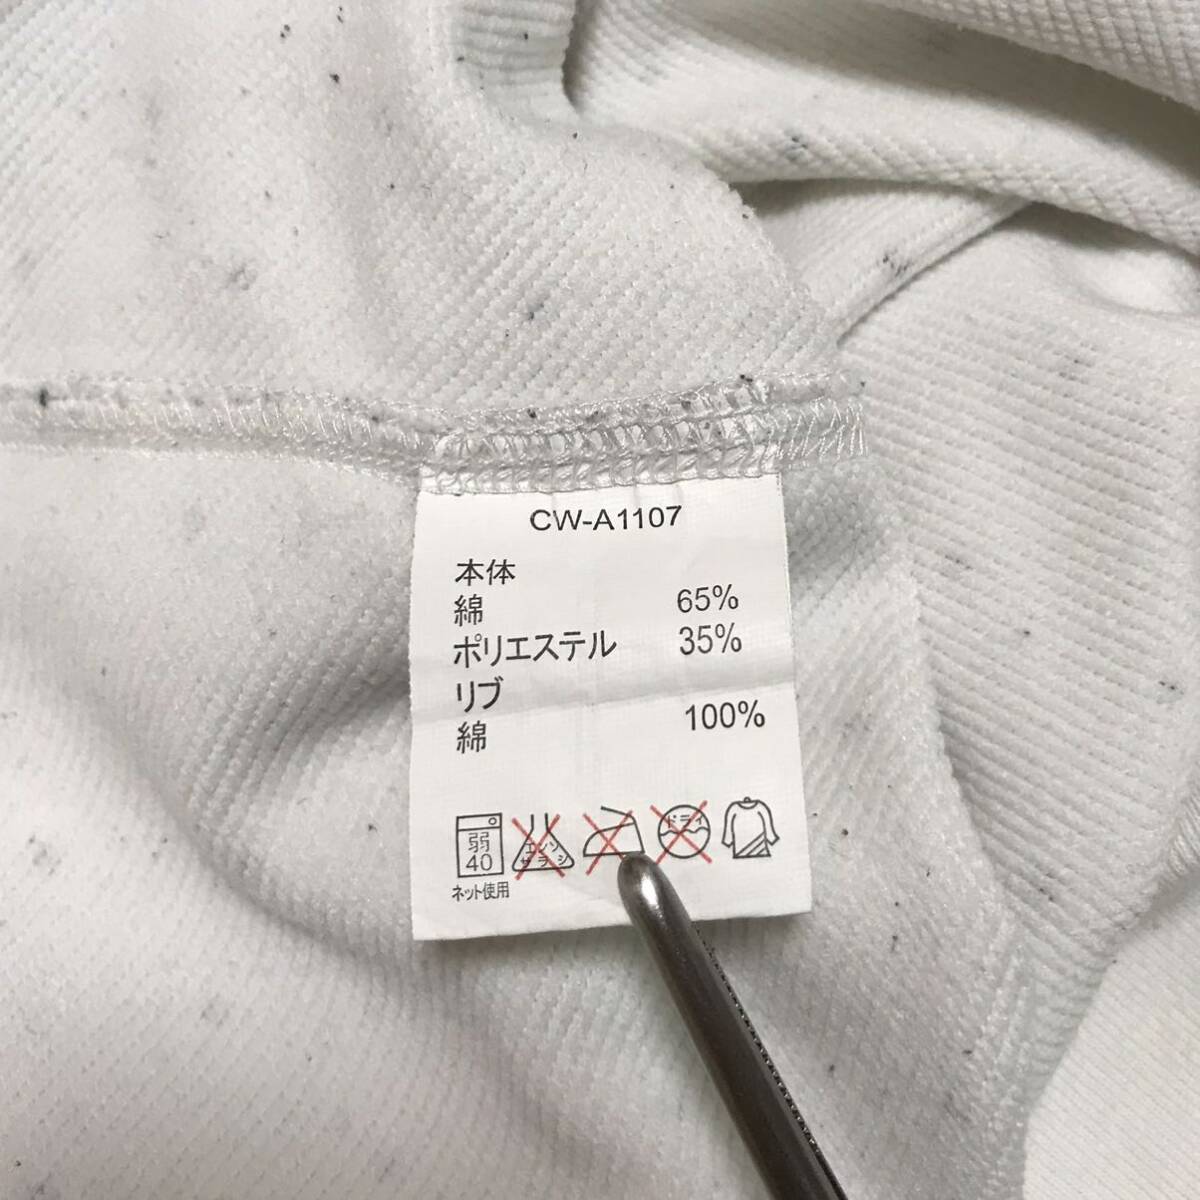 CW-A1107
本体
綿 65%
ポリエステル 35%
リブ
綿 100%
弱
40
エンソ
サラシ
ドライ
ネット使用